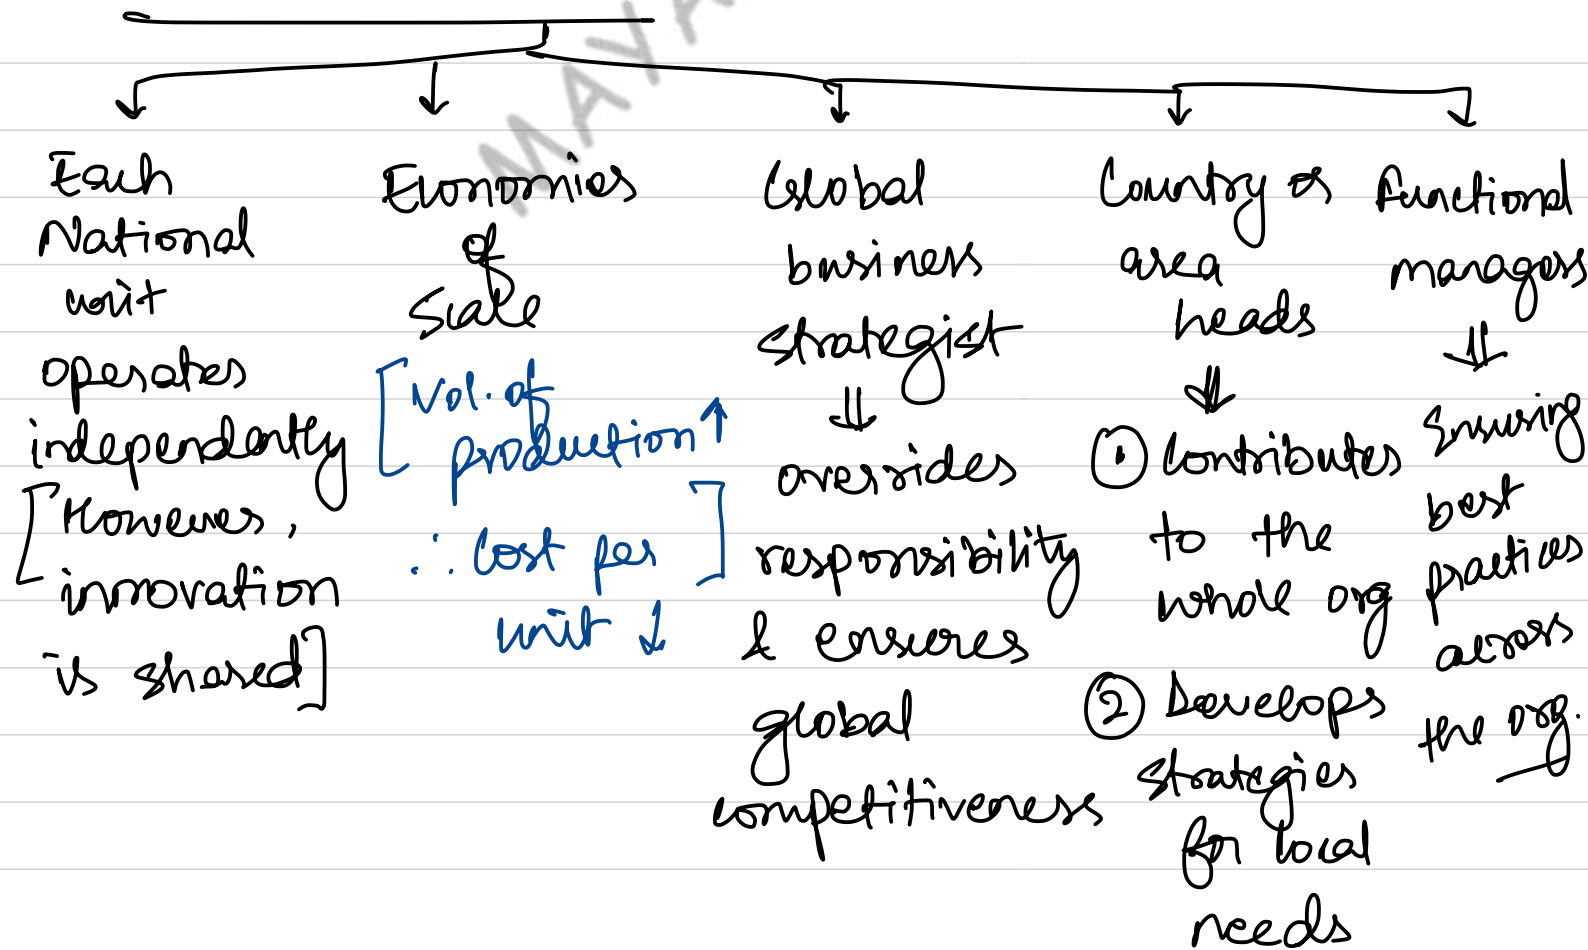 MAYA
Each
National
unit
operates
independently
[However,
innovation
is shared]
Economies
of
Scale
[Vol. of
production ↑
∴ Cost per
unit ↓]
Global
business
strategist
⇓
overrides
responsibility
& ensures
global
competitiveness
Country or
area
heads
⇓
① Contributes
to the
whole org
② Develops
strategies
for local
needs
Functional
managers
⇓
Ensuring
best
practices
across
the org.